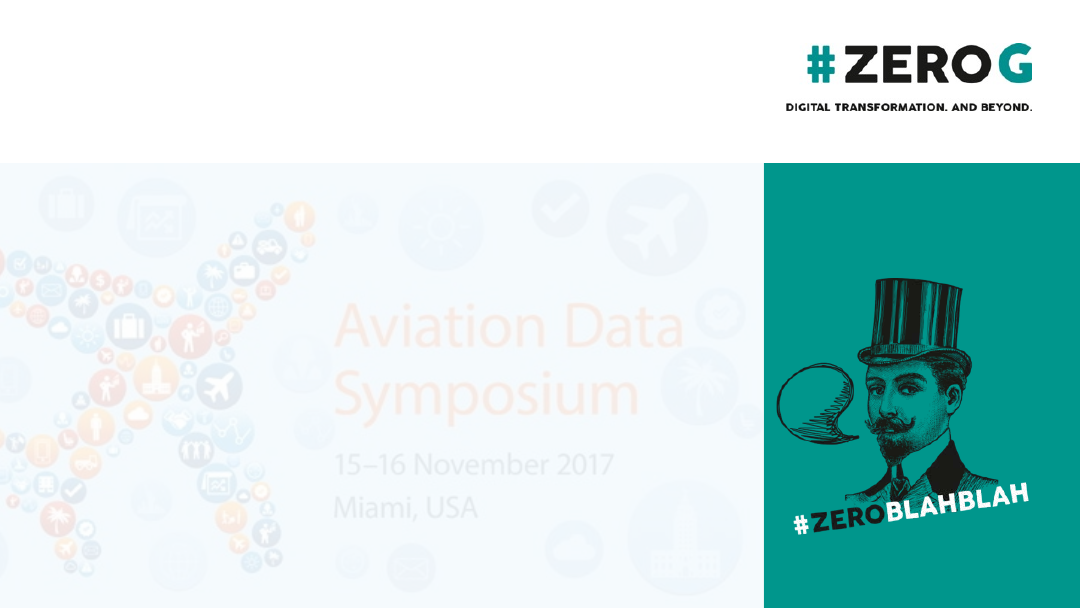 #ZEROG
DIGITAL TRANSFORMATION. AND BEYOND.
Aviation Data
Symposium
15–16 November 2017
Miami, USA
#ZEROBLAHBLAH